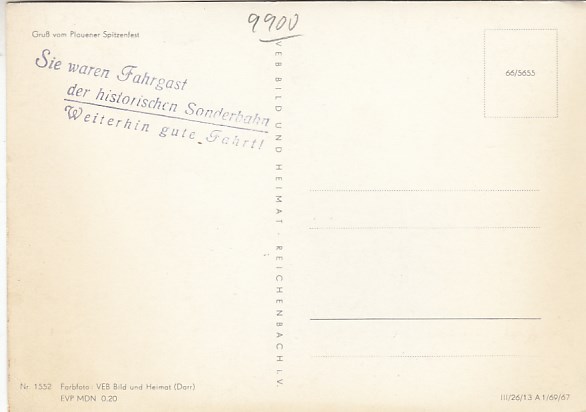 9900
Gruß vom Plauener Spitzenfest
Sie waren Fahrgast
der historischen Sonderbahn
Weiterhin gute Fahrt!
VEB BILD UND HEIMAT · REICHENBACH I. V.
66/5655
Nr. 1552 Farbfoto: VEB Bild und Heimat (Darr)
EVP MDN 0.20
III/26/13 A 1/69/67